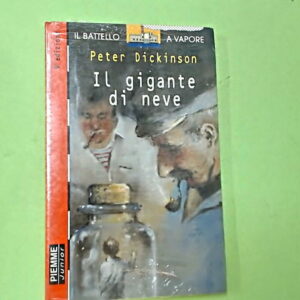 IL BATTELLO A VAPORE
Peter Dickinson
Il gigante
di neve
PIEMME
Junior